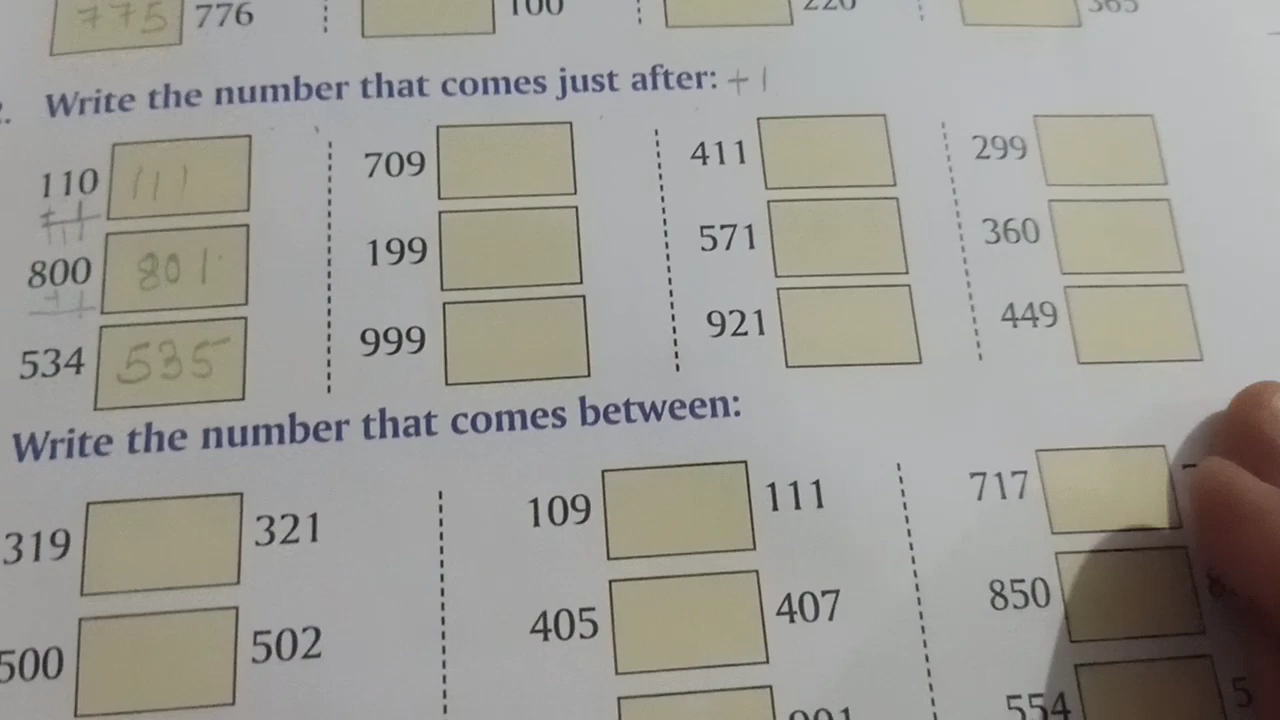 775 776 100 220 365
2. Write the number that comes just after: +1
110 111 709 411 299
+1
800 801 199 571 360
+1
534 535 999 921 449
Write the number that comes between:
319 321 109 111 717
500 502 405 407 850
554 5